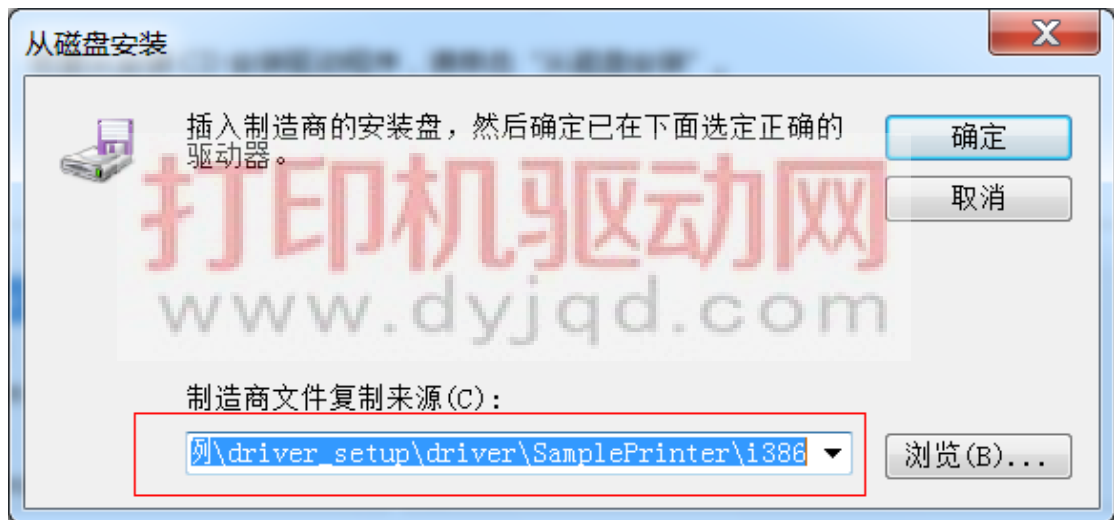 从磁盘安装
插入制造商的安装盘，然后确定已在下面选定正确的
驱动器。
确定
取消
打印机驱动网
www.dyjqd.com
制造商文件复制来源(C):
列\driver_setup\driver\SamplePrinter\i386
浏览(B)...